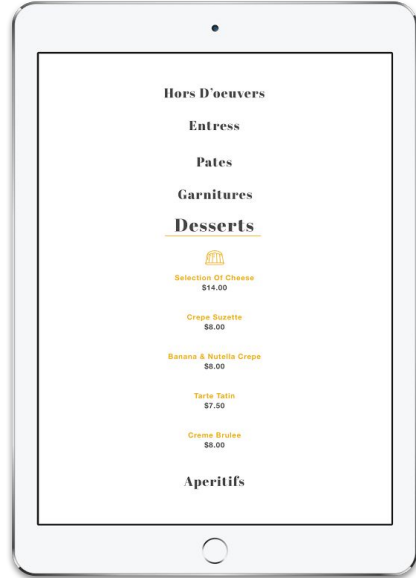 Hors D'oeuvers
Entress
Pates
Garnitures
Desserts
Selection Of Cheese
$14.00
Crepe Suzette
$8.00
Banana & Nutella Crepe
$8.00
Tarte Tatin
$7.50
Creme Brulee
$8.00
Aperitifs